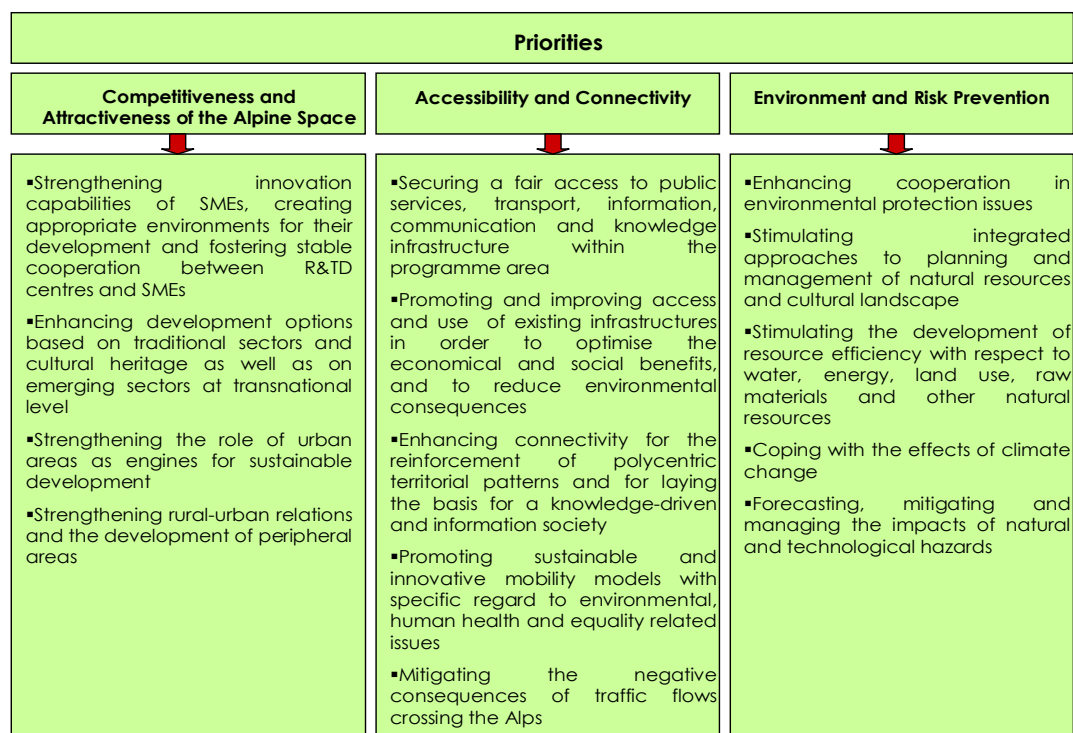 Priorities
Competitiveness and
Attractiveness of the Alpine Space
▪Strengthening innovation
capabilities of SMEs, creating
appropriate environments for their
development and fostering stable
cooperation between R&TD
centres and SMEs
▪Enhancing development options
based on traditional sectors and
cultural heritage as well as on
emerging sectors at transnational
level
▪Strengthening the role of urban
areas as engines for sustainable
development
▪Strengthening rural-urban relations
and the development of peripheral
areas
Accessibility and Connectivity
▪Securing a fair access to public
services, transport, information,
communication and knowledge
infrastructure within the
programme area
▪Promoting and improving access
and use of existing infrastructures
in order to optimise the
economical and social benefits,
and to reduce environmental
consequences
▪Enhancing connectivity for the
reinforcement of polycentric
territorial patterns and for laying
the basis for a knowledge-driven
and information society
▪Promoting sustainable and
innovative mobility models with
specific regard to environmental,
human health and equality related
issues
▪Mitigating the negative
consequences of traffic flows
crossing the Alps
Environment and Risk Prevention
▪Enhancing cooperation in
environmental protection issues
▪Stimulating integrated
approaches to planning and
management of natural resources
and cultural landscape
▪Stimulating the development of
resource efficiency with respect to
water, energy, land use, raw
materials and other natural
resources
▪Coping with the effects of climate
change
▪Forecasting, mitigating and
managing the impacts of natural
and technological hazards